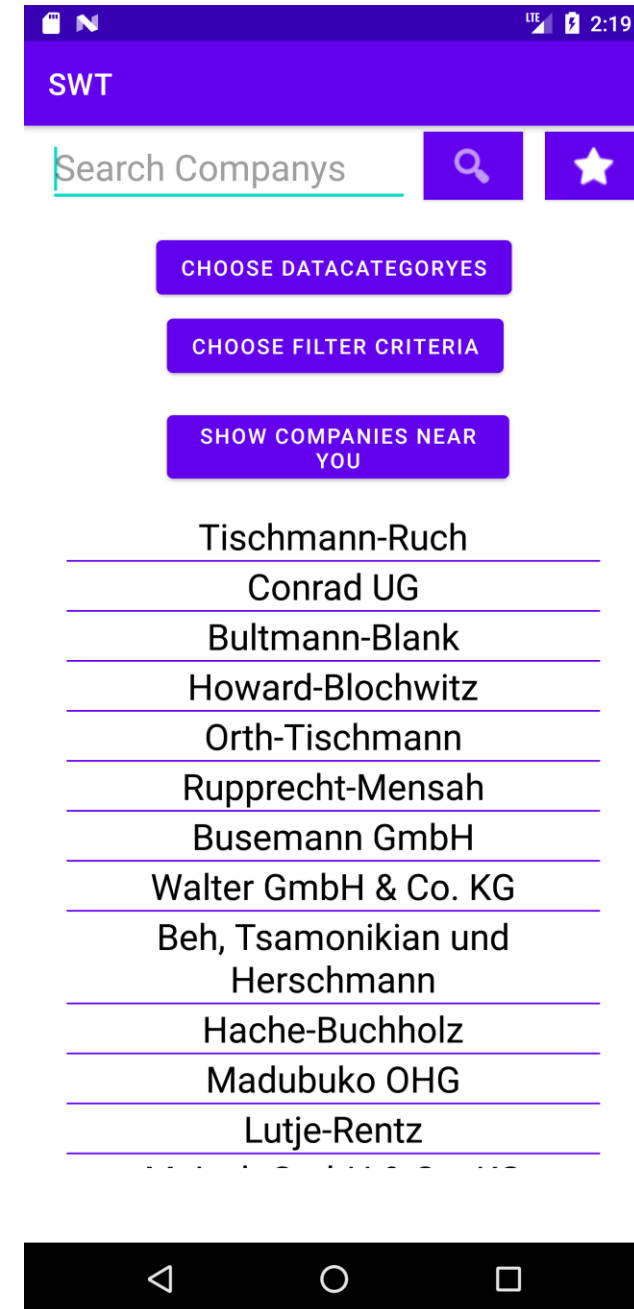 LTE 2:19
SWT
Search Companys
CHOOSE DATACATEGORYES
CHOOSE FILTER CRITERIA
SHOW COMPANIES NEAR
YOU
Tischmann-Ruch
Conrad UG
Bultmann-Blank
Howard-Blochwitz
Orth-Tischmann
Rupprecht-Mensah
Busemann GmbH
Walter GmbH & Co. KG
Beh, Tsamonikian und
Herschmann
Hache-Buchholz
Madubuko OHG
Lutje-Rentz